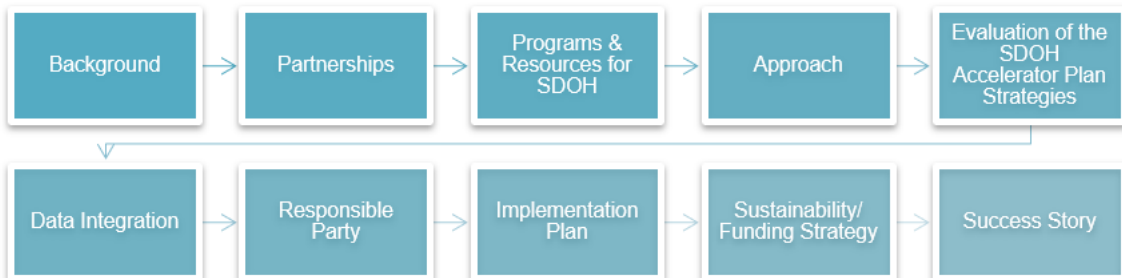 Background
Partnerships
Programs &
Resources for
SDOH
Approach
Evaluation of the
SDOH
Accelerator Plan
Strategies
Data Integration
Responsible
Party
Implementation
Plan
Sustainability/
Funding Strategy
Success Story